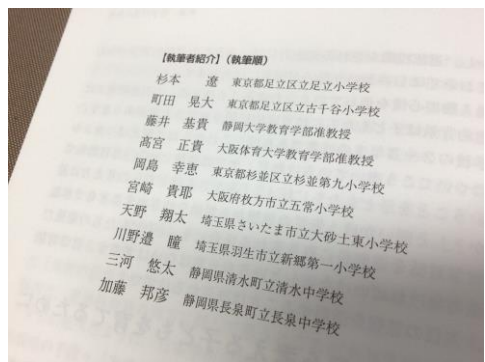 【執筆者紹介】（執筆順）
杉本　遼　東京都足立区立足立小学校
町田　晃大　東京都足立区立古千谷小学校
藤井　基貴　静岡大学教育学部准教授
髙宮　正貴　大阪体育大学教育学部准教授
岡島　幸恵　東京都杉並区立杉並第九小学校
宮崎　貴耶　大阪府枚方市立五常小学校
天野　翔太　埼玉県さいたま市立大砂土東小学校
川野邉　瞳　埼玉県羽生市立新郷第一小学校
三河　悠太　静岡県清水町立清水中学校
加藤　邦彦　静岡県長泉町立長泉中学校